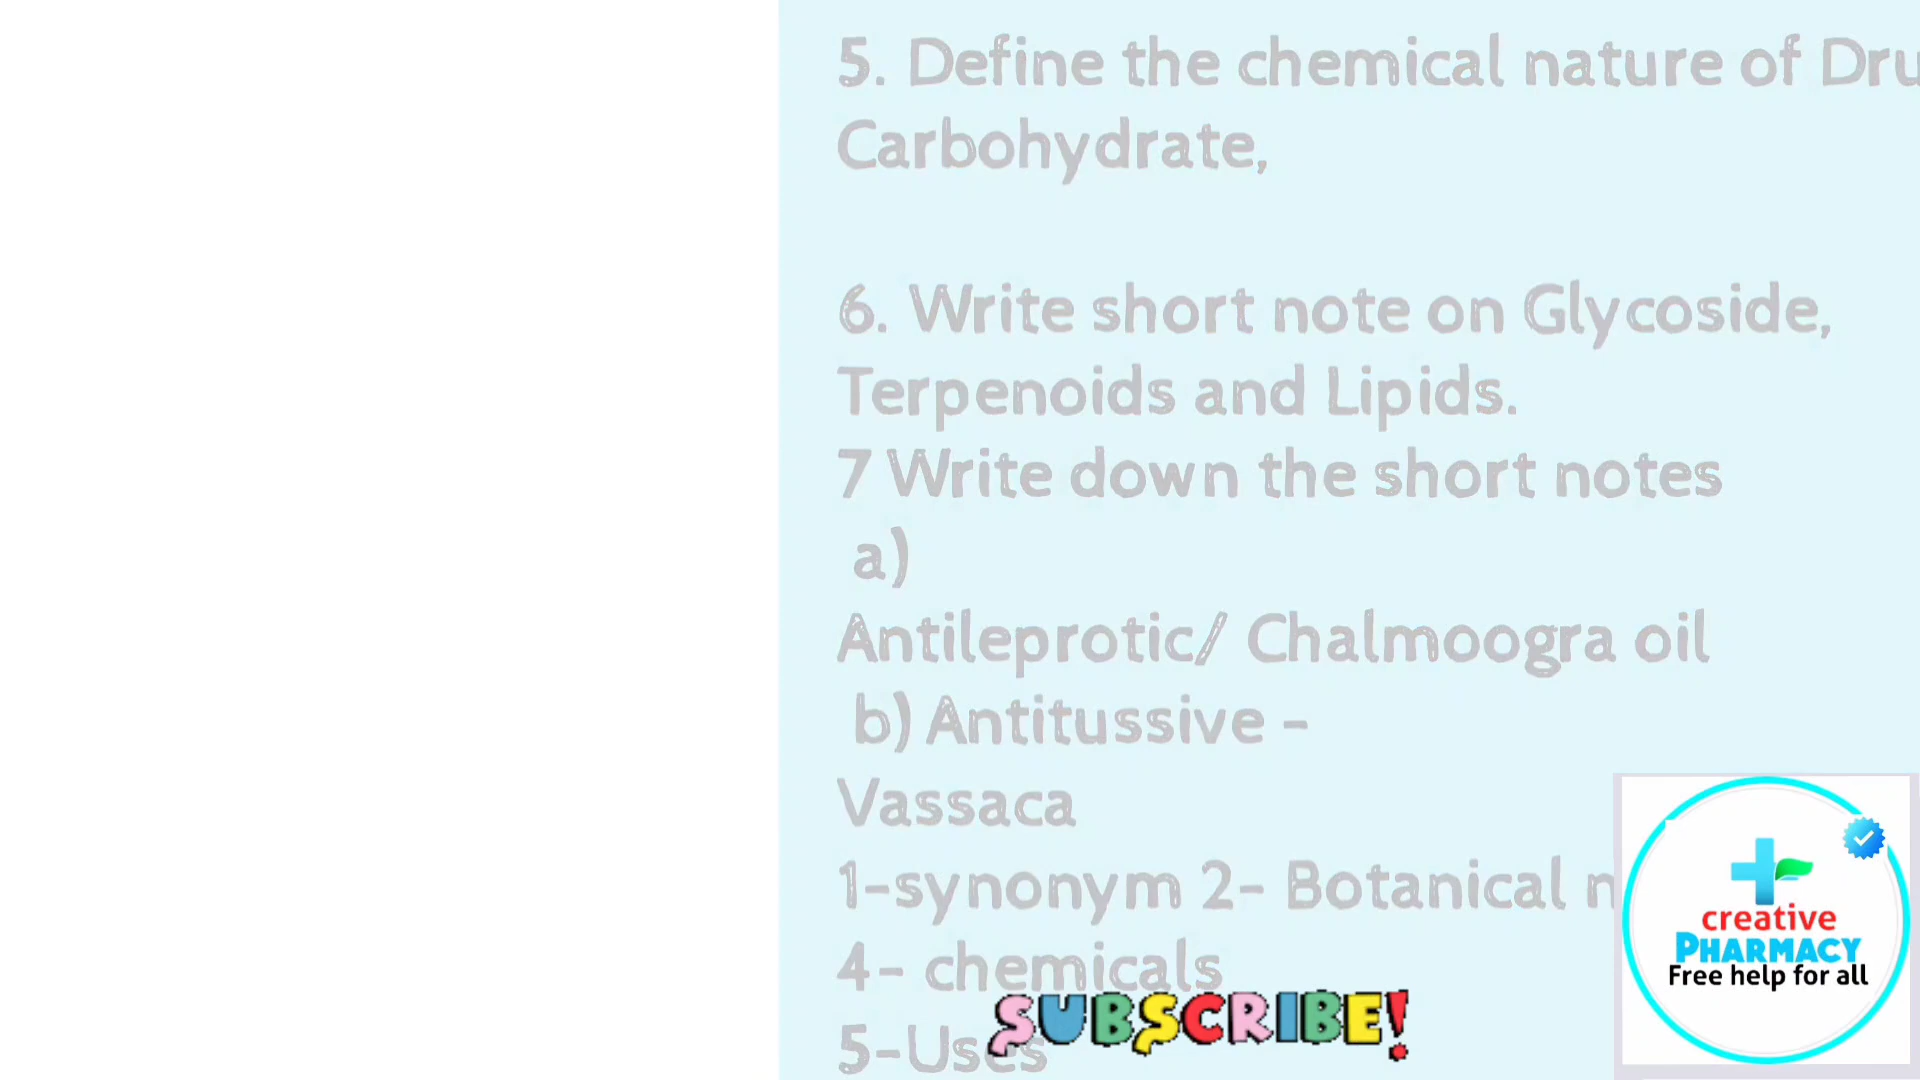 5. Define the chemical nature of Dru
Carbohydrate,
6. Write short note on Glycoside,
Terpenoids and Lipids.
7 Write down the short notes
a)
Antileprotic/ Chalmoogra oil
b) Antitussive -
Vassaca
1-synonym 2- Botanical n
4- chemicals
5-Uses
SUBSCRIBE!
creative
PHARMACY
Free help for all